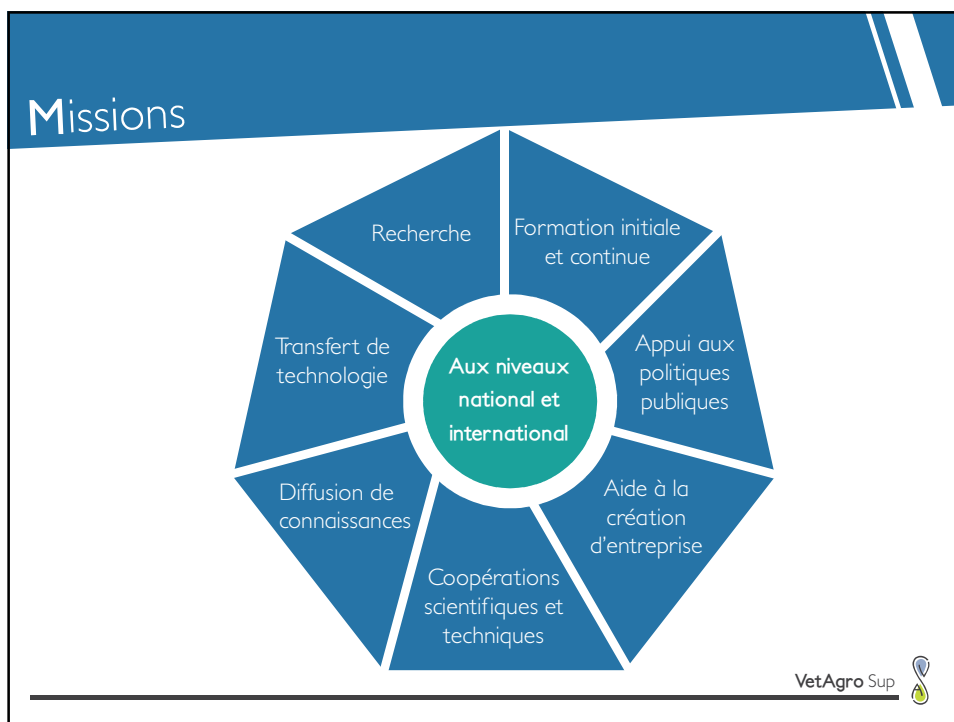 Missions
Recherche
Formation initiale
et continue
Transfert de
technologie
Aux niveaux
national et
international
Appui aux
politiques
publiques
Diffusion de
connaissances
Aide à la
création
d'entreprise
Coopérations
scientifiques et
techniques
VetAgro Sup
V
A